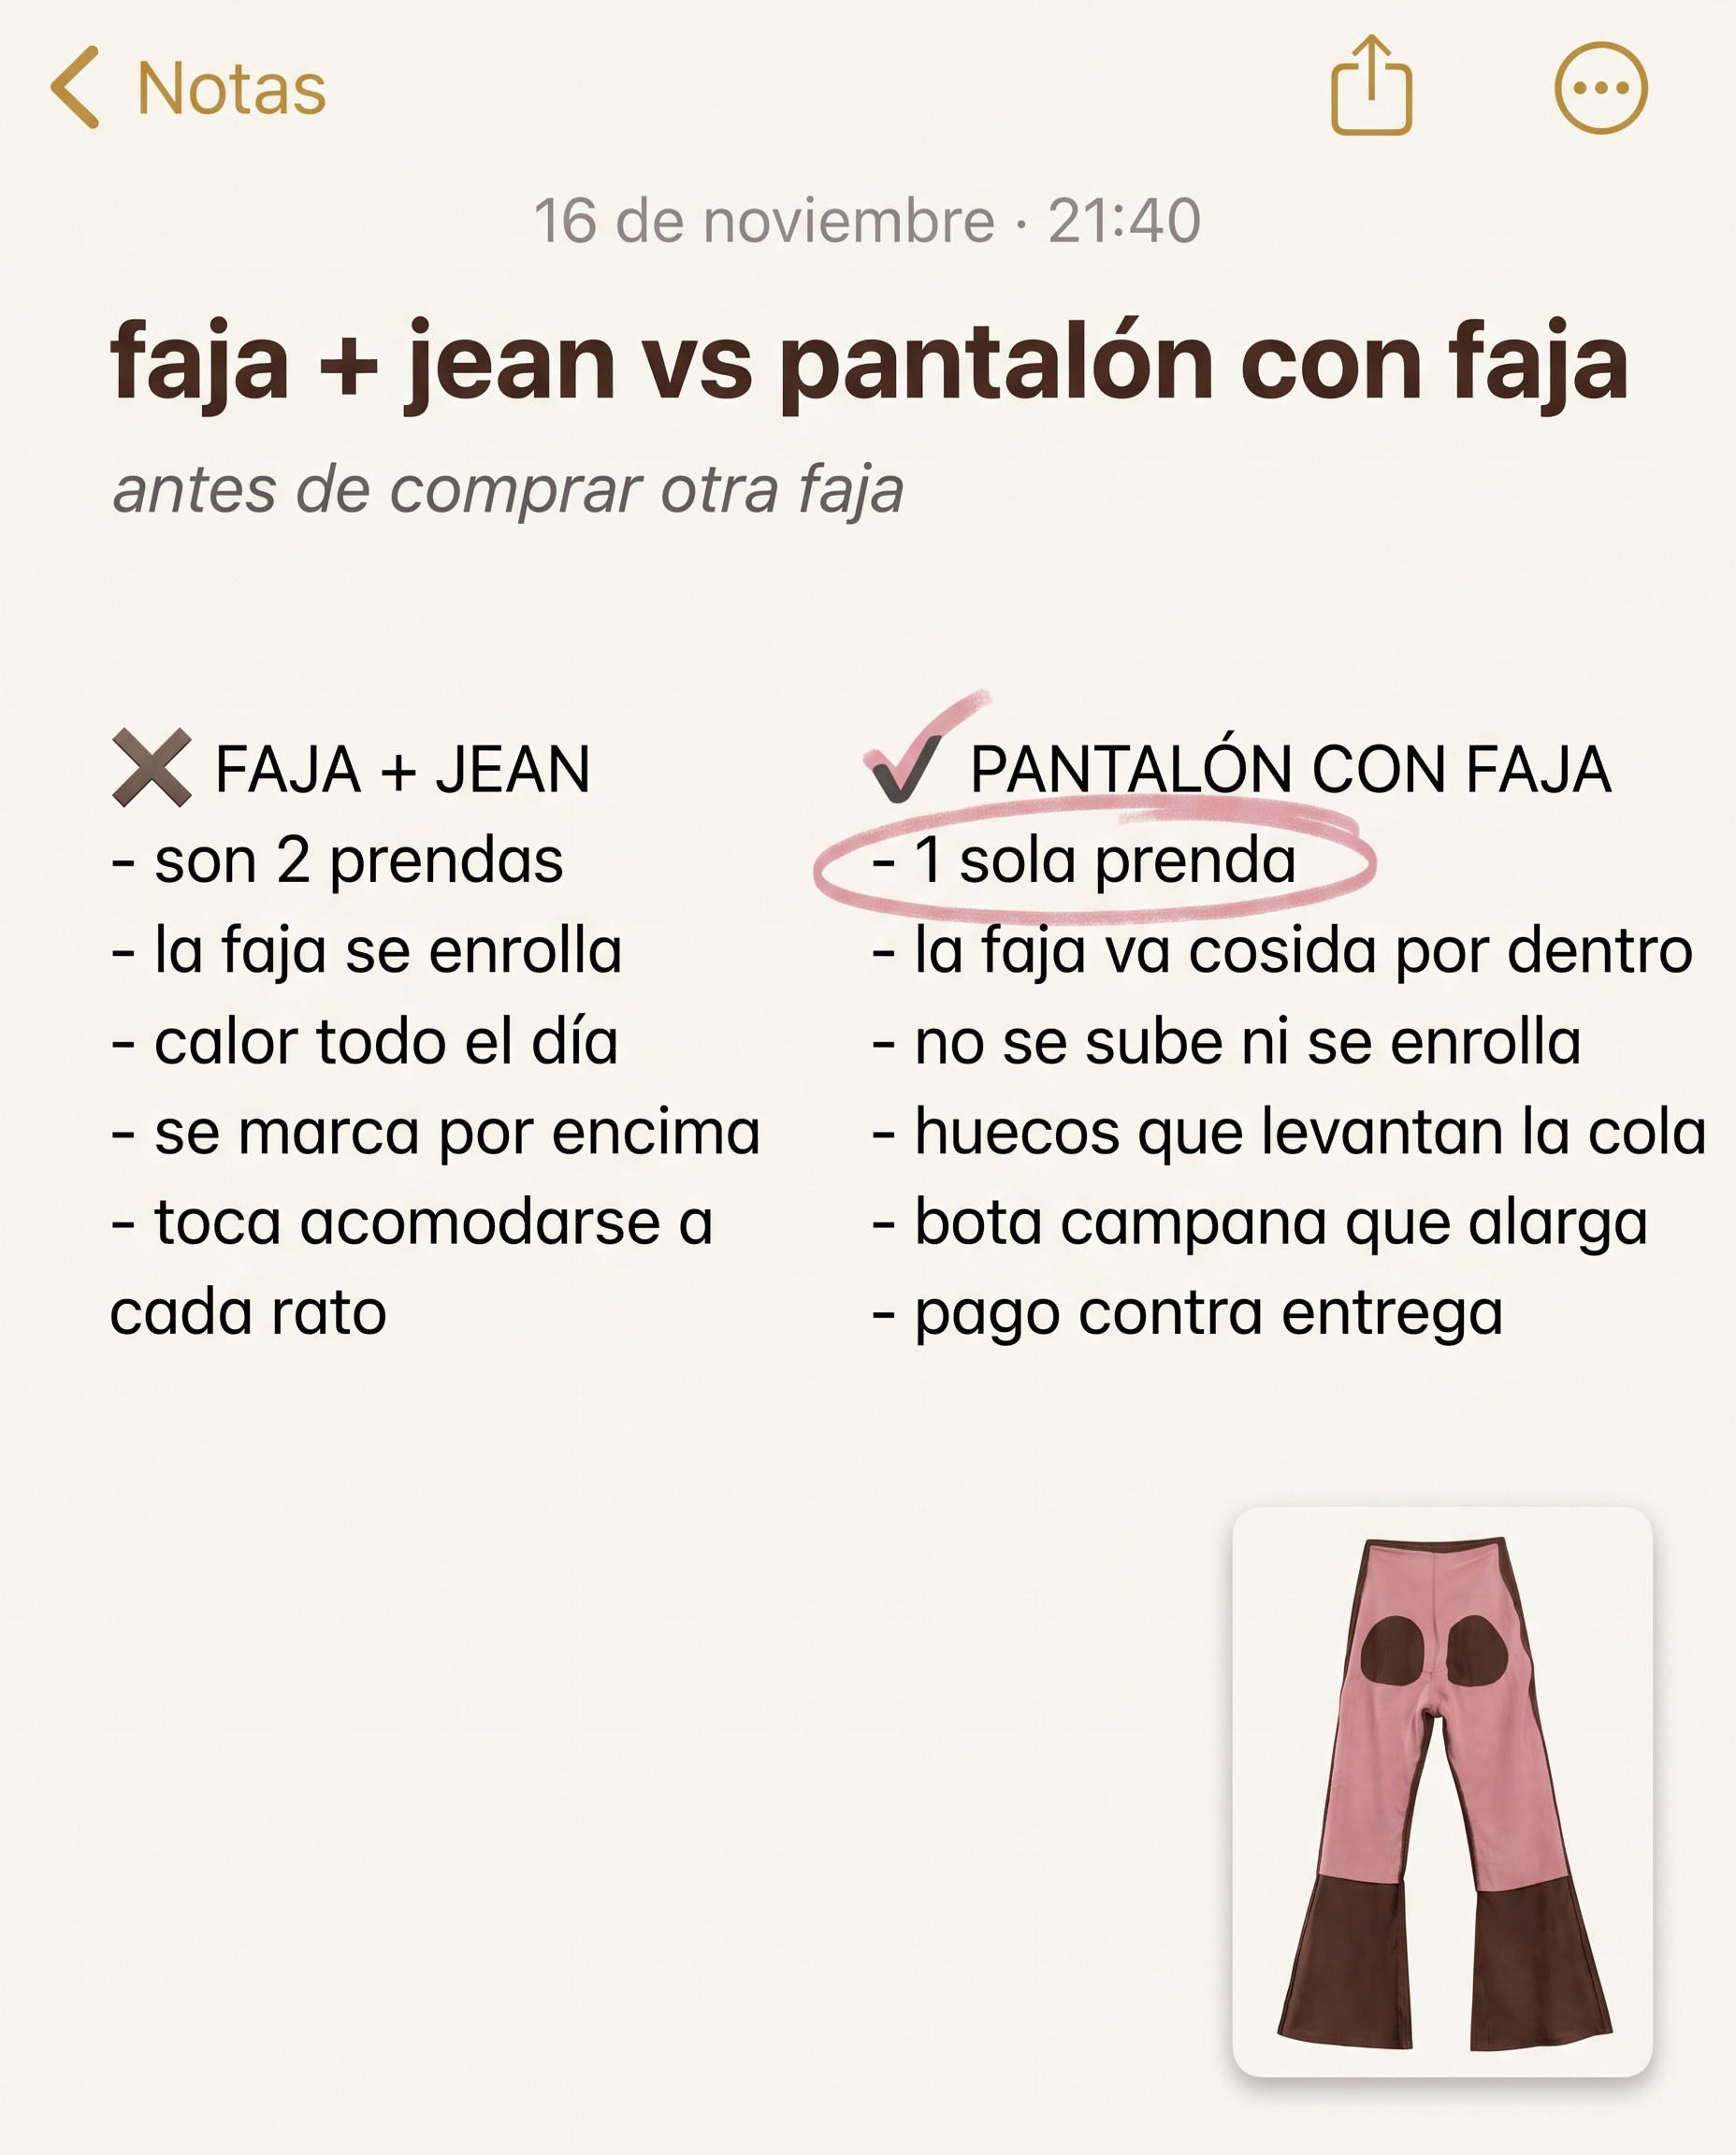 Notas
16 de noviembre · 21:40
faja + jean vs pantalón con faja
antes de comprar otra faja
❌ FAJA + JEAN
- son 2 prendas
- la faja se enrolla
- calor todo el día
- se marca por encima
- toca acomodarse a
cada rato
✔ PANTALÓN CON FAJA
- 1 sola prenda
- la faja va cosida por dentro
- no se sube ni se enrolla
- huecos que levantan la cola
- bota campana que alarga
- pago contra entrega